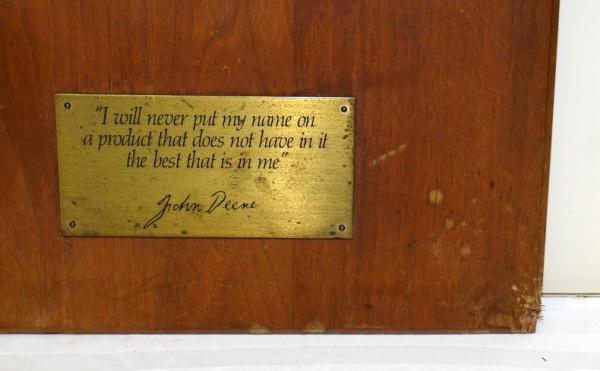 "I will never put my name on
a product that does not have in it
the best that is in me"
John Deere